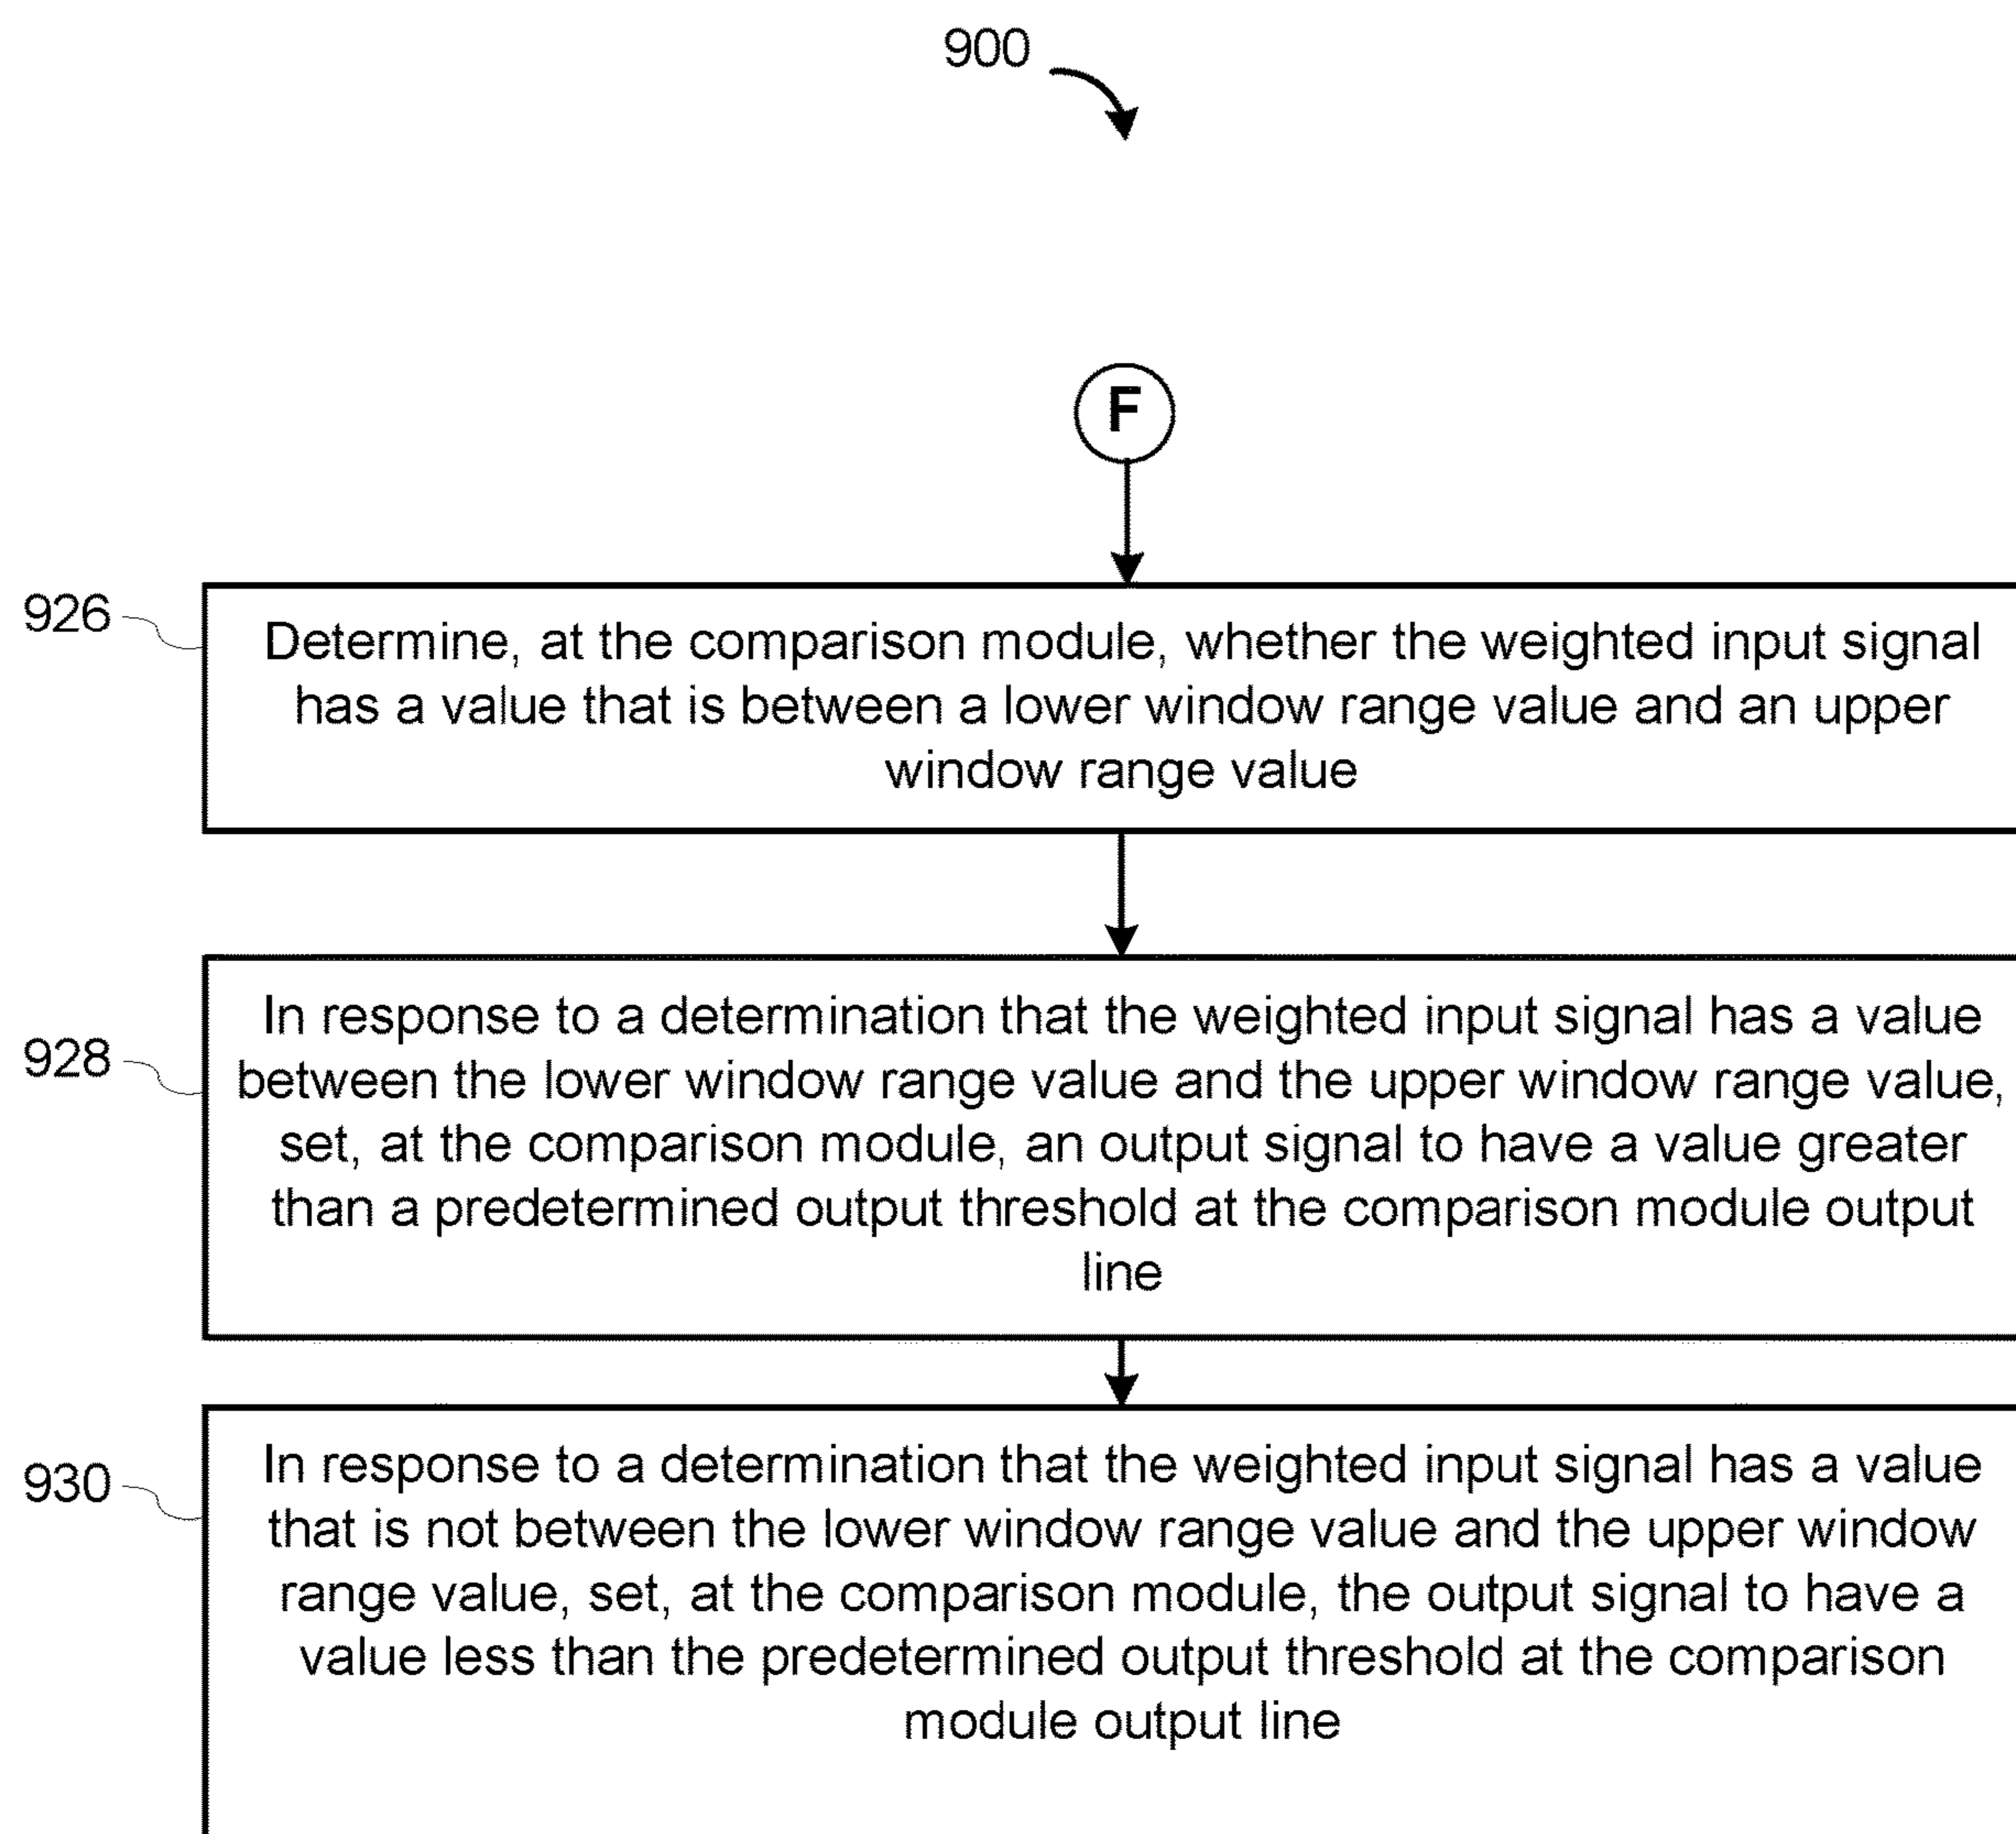 900
F
926
Determine, at the comparison module, whether the weighted input signal
has a value that is between a lower window range value and an upper
window range value
928
In response to a determination that the weighted input signal has a value
between the lower window range value and the upper window range value,
set, at the comparison module, an output signal to have a value greater
than a predetermined output threshold at the comparison module output
line
930
In response to a determination that the weighted input signal has a value
that is not between the lower window range value and the upper window
range value, set, at the comparison module, the output signal to have a
value less than the predetermined output threshold at the comparison
module output line